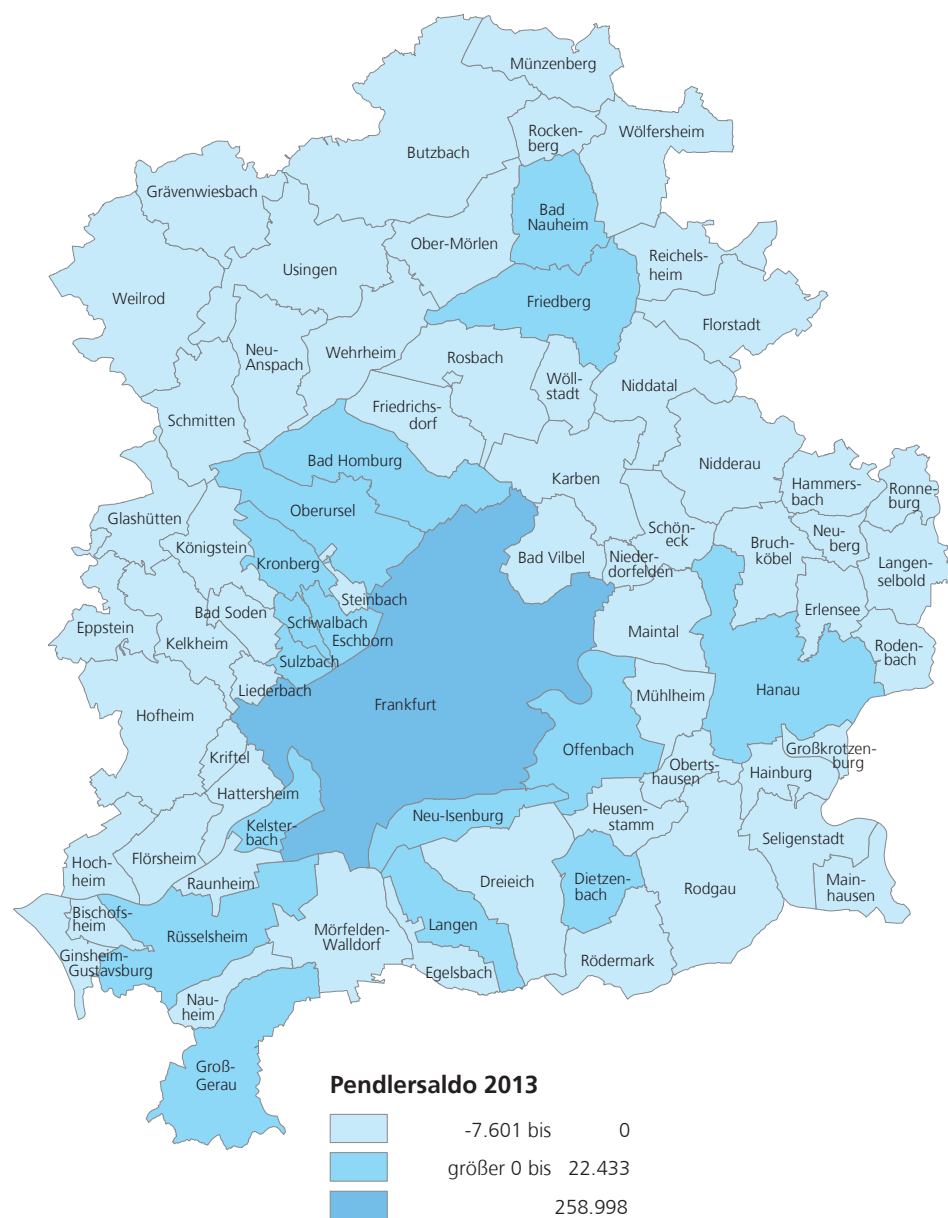 Münzenberg
Rocken-
berg
Wölfersheim
Butzbach
Grävenwiesbach
Bad
Nauheim
Ober-Mörlen
Reichels-
heim
Usingen
Weilrod
Friedberg
Florstadt
Neu-
Anspach
Wehrheim
Rosbach
Wöll-
stadt
Niddatal
Friedrichs-
dorf
Schmitten
Bad Homburg
Nidderau
Karben
Hammers-
bach
Ronne-
burg
Oberursel
Glashütten
Schön-
eck
Neu-
berg
Bruch-
köbel
Königstein
Kronberg
Bad Vilbel
Nieder-
dorfelden
Langen-
selbold
Steinbach
Bad Soden
Schwalbach
Eschborn
Erlensee
Eppstein
Kelkheim
Maintal
Roden-
bach
Sulzbach
Liederbach
Hanau
Mühlheim
Frankfurt
Hofheim
Offenbach
Großkrotzen-
burg
Kriftel
Oberts-
hausen
Hainburg
Hattersheim
Neu-Isenburg
Heusen-
stamm
Kelster-
bach
Seligenstadt
Hoch-
heim
Flörsheim
Raunheim
Dreieich
Dietzen-
bach
Rodgau
Main-
hausen
Bischofs-
heim
Rüsselsheim
Mörfelden-
Walldorf
Langen
Ginsheim-
Gustavsburg
Egelsbach
Rödermark
Nau-
heim
Groß-
Gerau
Pendlersaldo 2013
-7.601 bis 0
größer 0 bis 22.433
258.998